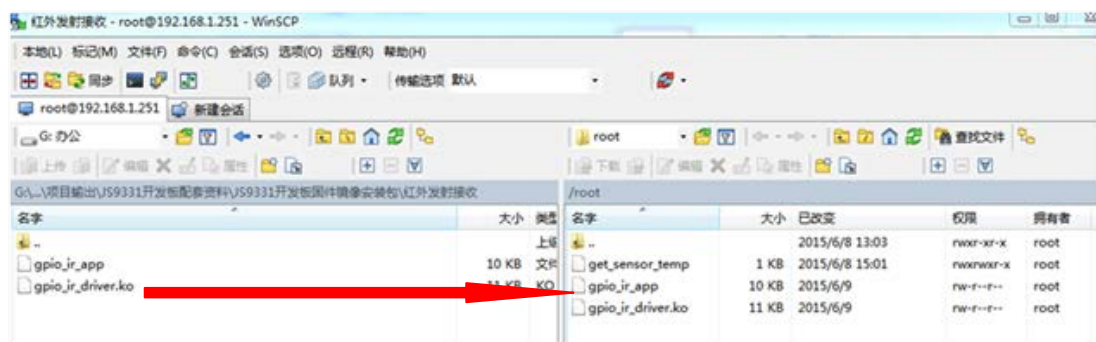 红外发射接收 - root@192.168.1.251 - WinSCP
本地(L) 标记(M) 文件(F) 命令(C) 会话(S) 选项(O) 远程(R) 帮助(H)
同步 队列 传输选项 默认
root@192.168.1.251 新建会话
G: 办公 root 查找文件
上传 编辑 属性 下载 编辑 属性
G:\...\项目输出\JS9331开发板配套资料\JS9331开发板固件镜像安装包\红外发射接收 /root
名字 大小 类型 名字 大小 已改变 权限 拥有者
.. 上级 .. 2015/6/8 13:03 rwxr-xr-x root
gpio_ir_app 10 KB 文件 get_sensor_temp 1 KB 2015/6/8 15:01 rwxrwxr-x root
gpio_ir_driver.ko 11 KB KO gpio_ir_app 10 KB 2015/6/9 rw-r--r-- root
gpio_ir_driver.ko 11 KB 2015/6/9 rw-r--r-- root